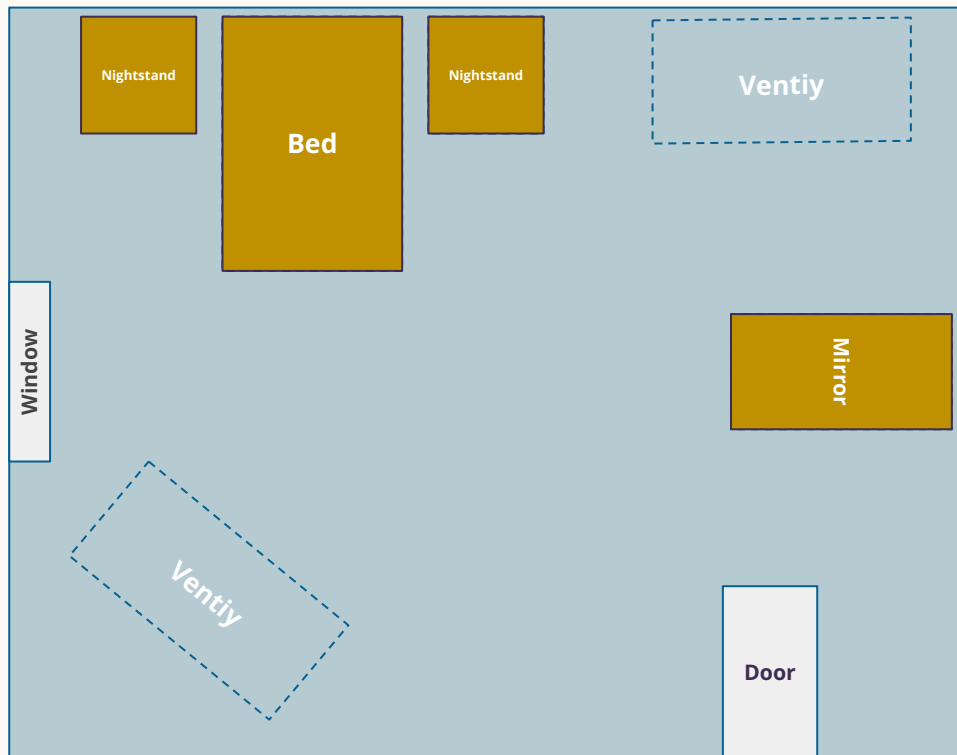 Nightstand
Bed
Nightstand
Ventiy
Window
Mirror
Ventiy
Door